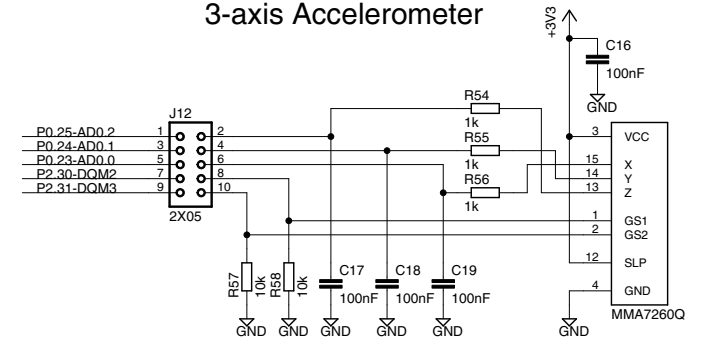 3-axis Accelerometer
+3V3
C16
100nF
GND
J12
P0.25-AD0.2 1 2
P0.24-AD0.1 3 4
P0.23-AD0.0 5 6
P2.30-DQM2 7 8
P2.31-DQM3 9 10
2X05
R54
1k
R55
1k
R56
1k
3 VCC
15 X
14 Y
13 Z
1 GS1
2 GS2
12 SLP
4 GND
MMA7260Q
R57
10k
R58
10k
C17
100nF
C18
100nF
C19
100nF
GND GND GND GND GND GND